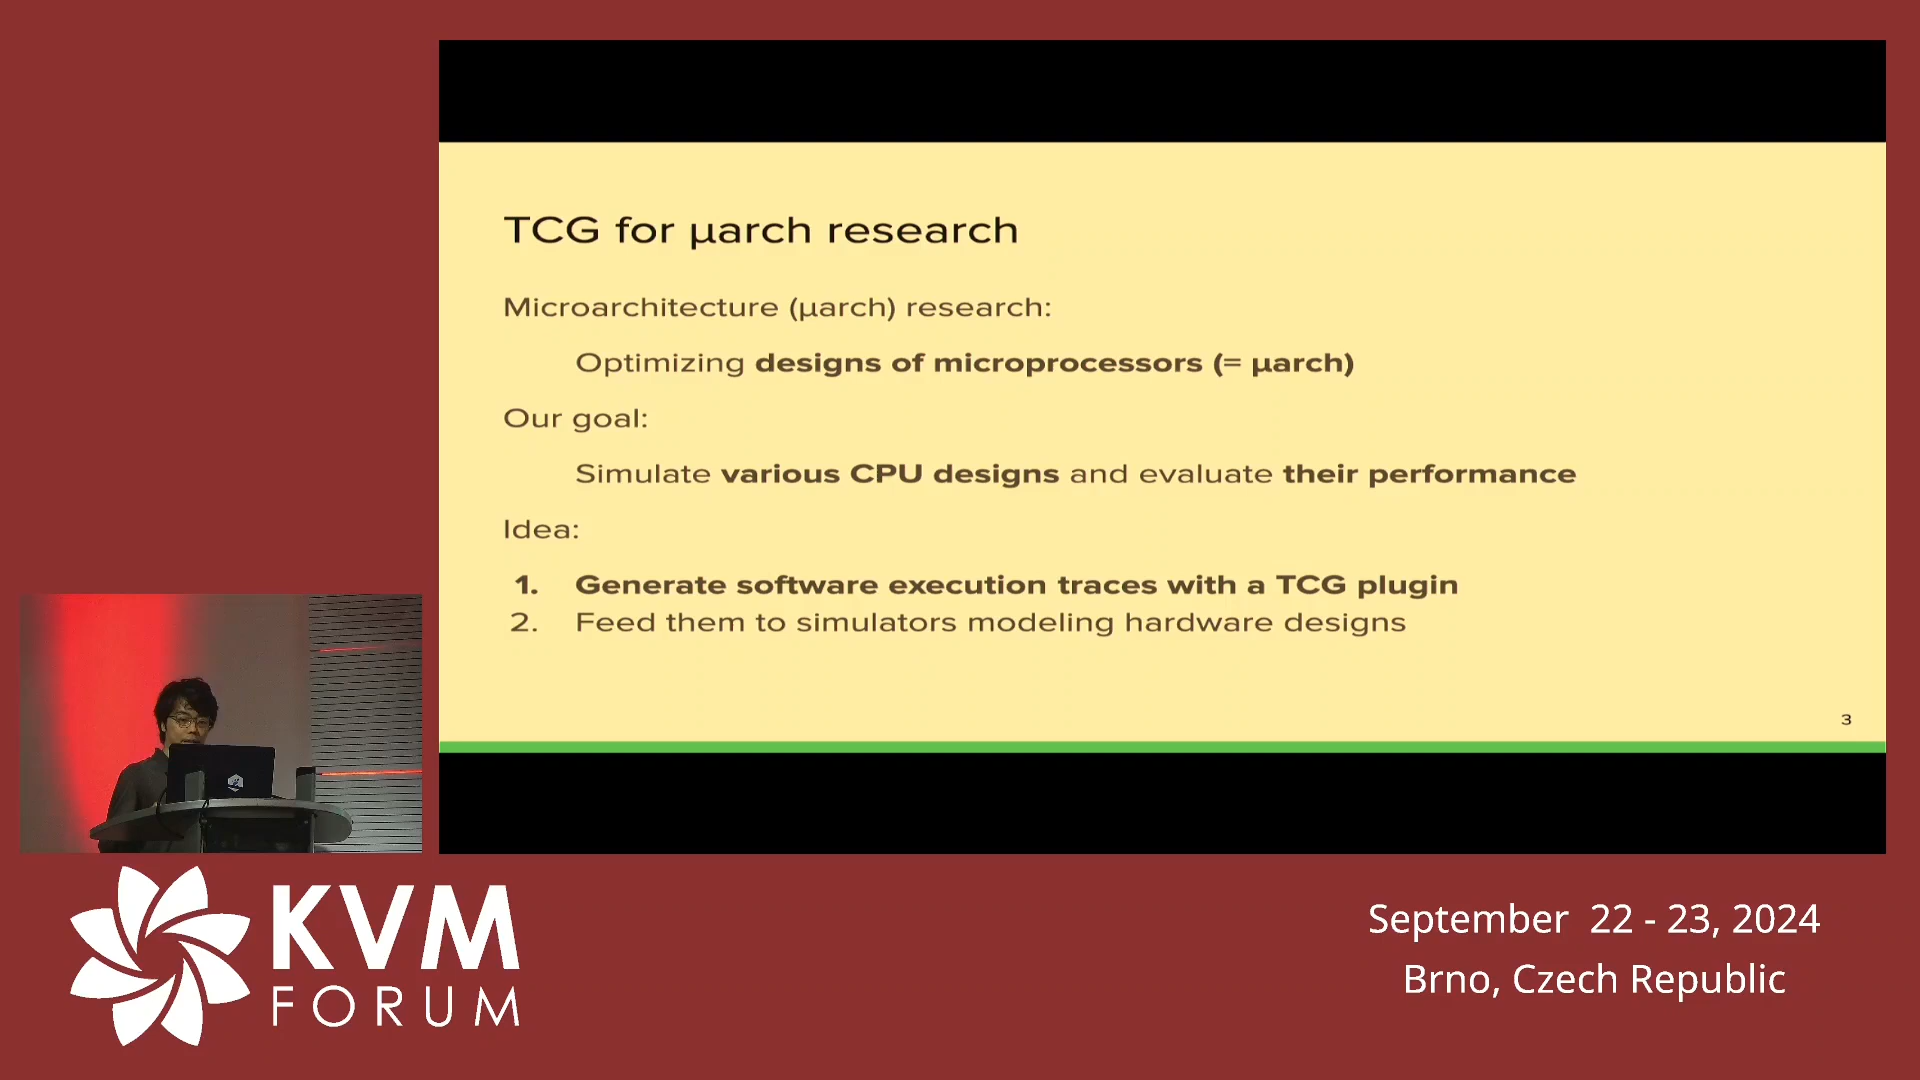 TCG for µarch research
Microarchitecture (µarch) research:
Optimizing designs of microprocessors (= µarch)
Our goal:
Simulate various CPU designs and evaluate their performance
Idea:
1. Generate software execution traces with a TCG plugin
2. Feed them to simulators modeling hardware designs
3
KVM
FORUM
September 22 - 23, 2024
Brno, Czech Republic